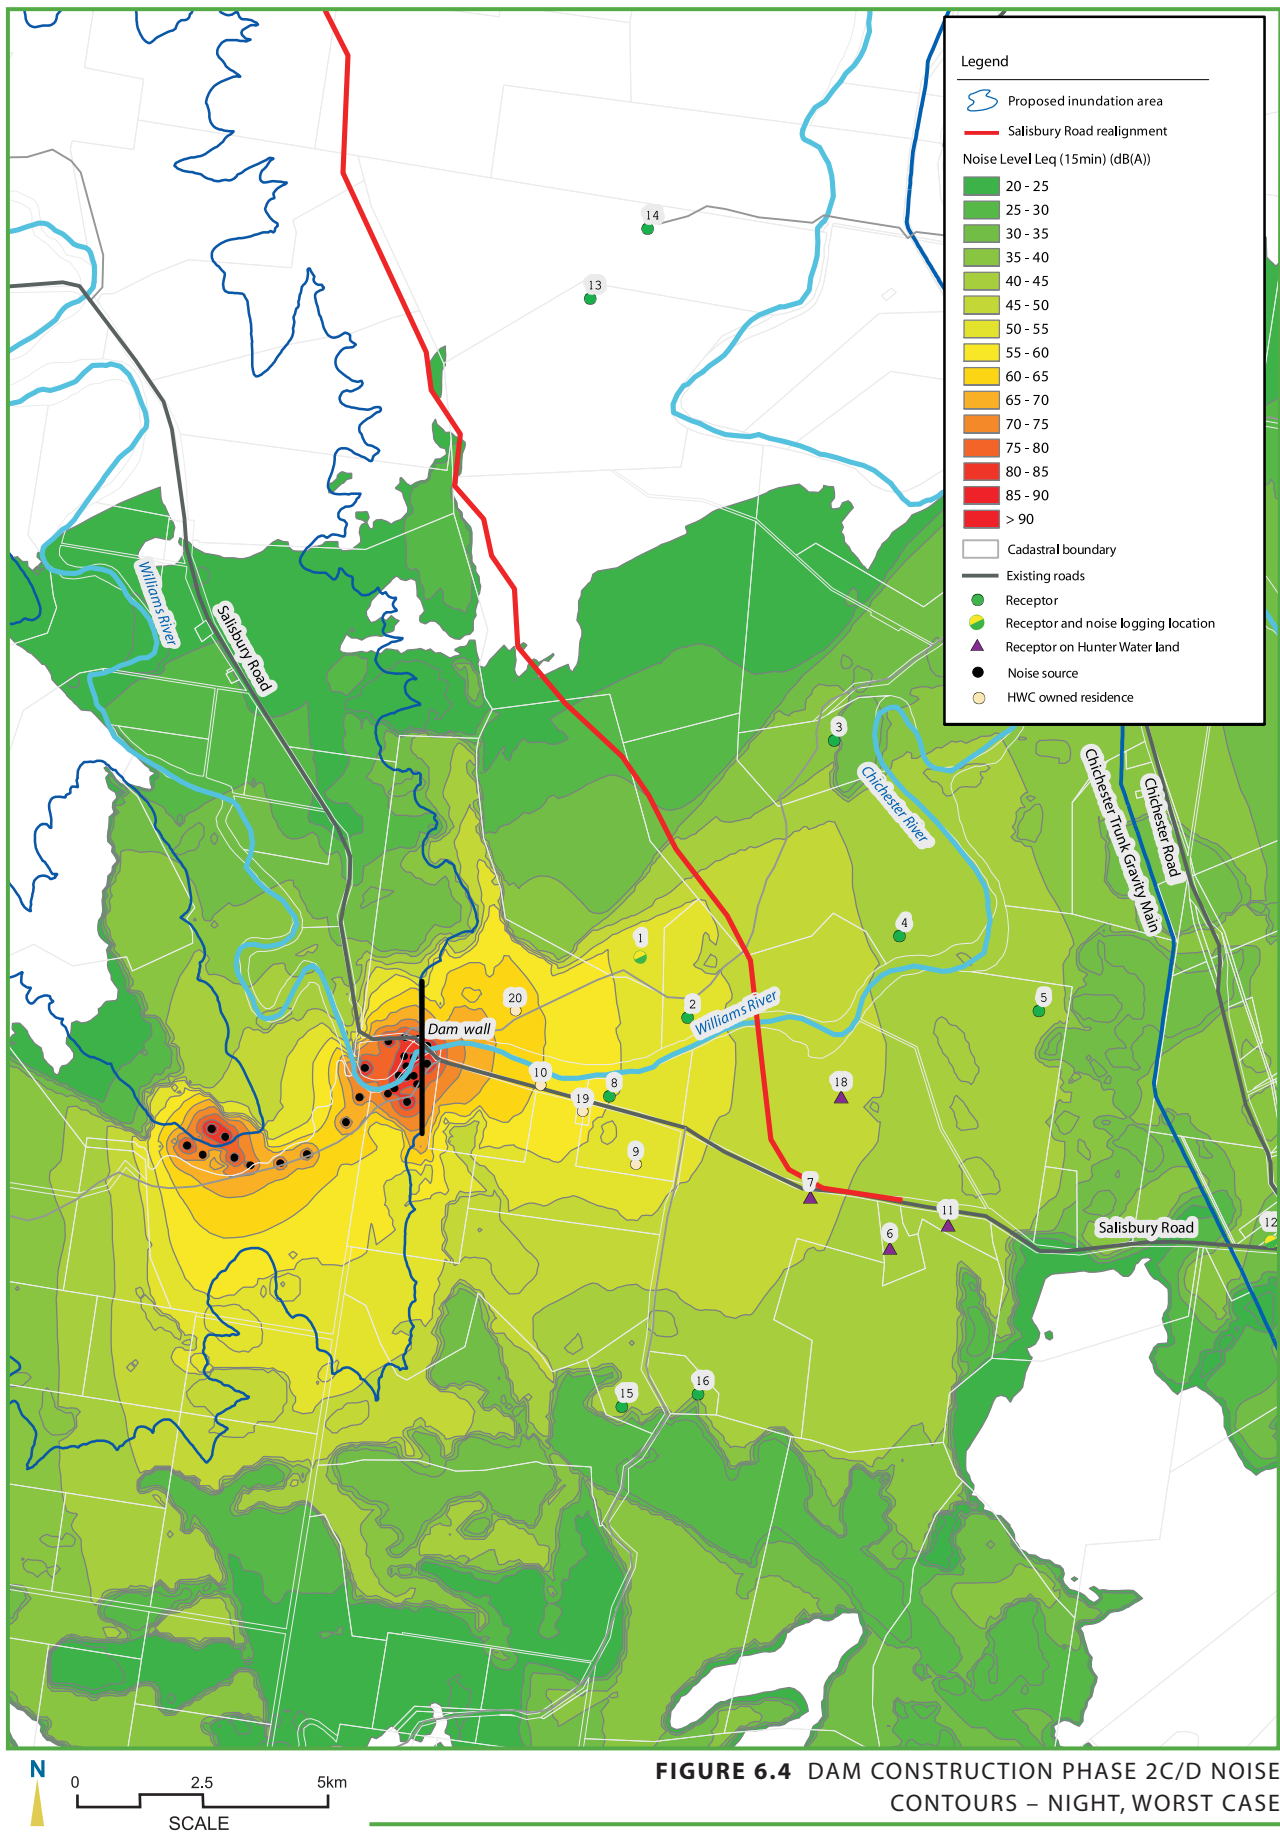 Legend
Proposed inundation area
Salisbury Road realignment
Noise Level Leq (15min) (dB(A))
20 - 25
25 - 30
30 - 35
35 - 40
40 - 45
45 - 50
50 - 55
55 - 60
60 - 65
65 - 70
70 - 75
75 - 80
80 - 85
85 - 90
> 90
Cadastral boundary
Existing roads
Receptor
Receptor and noise logging location
Receptor on Hunter Water land
Noise source
HWC owned residence
14
13
Williams River
Salisbury Road
3
Chichester River
Chichester Trunk Gravity Main
Chichester Road
4
1
20
2
Williams River
5
Dam wall
10
8
18
19
9
7
11
6
Salisbury Road
12
16
15
N
0
2.5
5km
SCALE
FIGURE 6.4 DAM CONSTRUCTION PHASE 2C/D NOISE
CONTOURS – NIGHT, WORST CASE